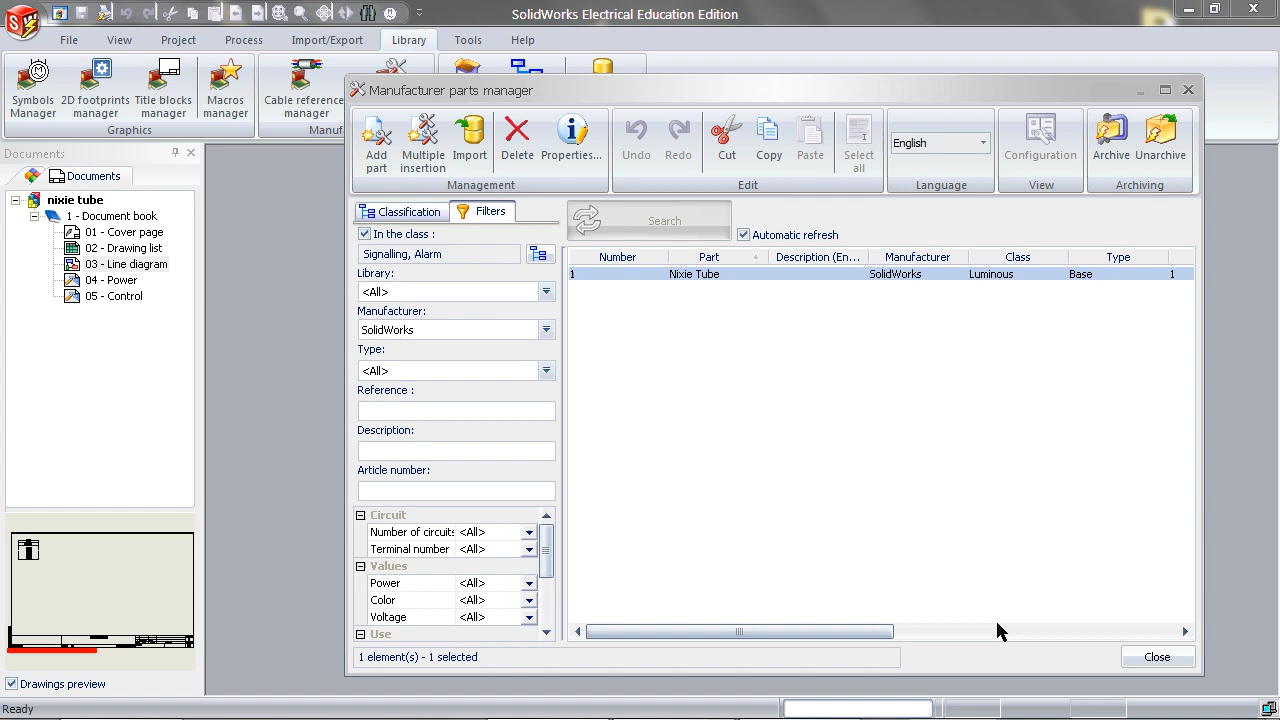 SolidWorks Electrical Education Edition
File View Project Process Import/Export Library Tools Help
Symbols Manager
2D footprints manager
Title blocks manager
Macros manager
Cable reference manager
Graphics
Manuf
Manufacturer parts manager
Add part
Multiple insertion
Import
Delete
Properties...
Undo
Redo
Cut
Copy
Paste
Select all
English
Configuration
Archive
Unarchive
Management
Edit
Language
View
Archiving
Documents
Documents
nixie tube
1 - Document book
01 - Cover page
02 - Drawing list
03 - Line diagram
04 - Power
05 - Control
Drawings preview
Classification
Filters
In the class :
Signalling, Alarm
Library:
<All>
Manufacturer:
SolidWorks
Type:
<All>
Reference :
Description:
Article number:
Circuit
Number of circuits <All>
Terminal number <All>
Values
Power <All>
Color <All>
Voltage <All>
Use
Search
Automatic refresh
Number Part Description (En... Manufacturer Class Type
1 Nixie Tube SolidWorks Luminous Base 1
1 element(s) - 1 selected
Close
Ready